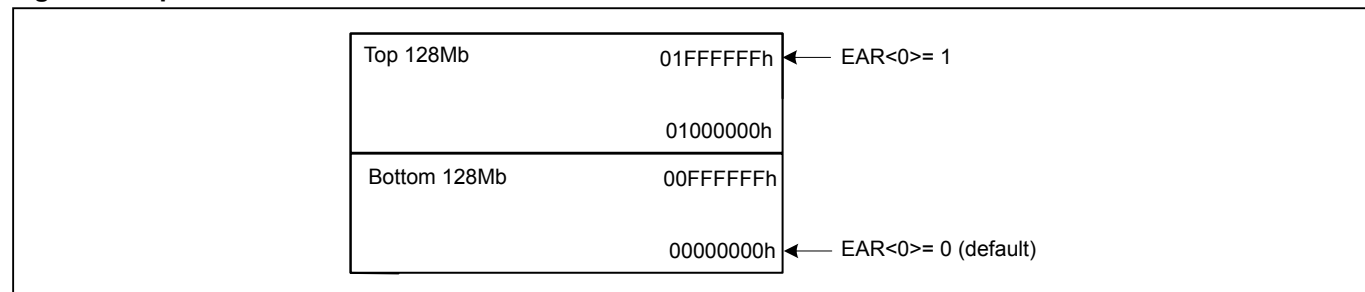 Top 128Mb 01FFFFFFh EAR<0>= 1
01000000h
Bottom 128Mb 00FFFFFFh
00000000h EAR<0>= 0 (default)